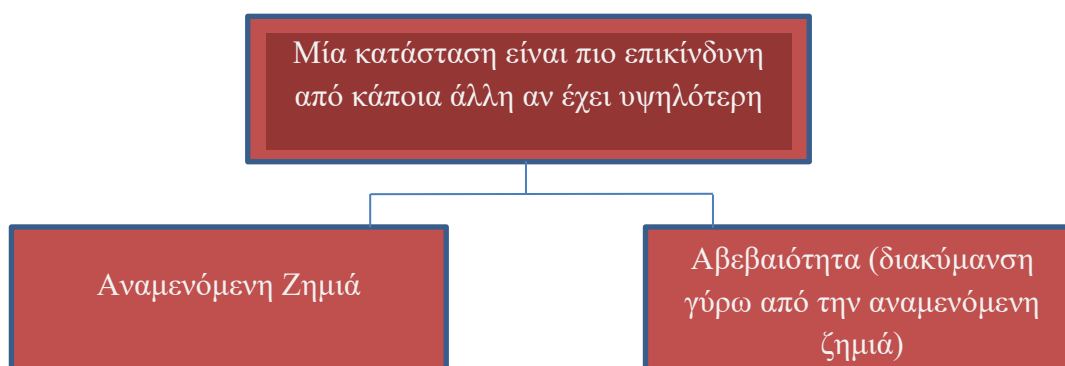 Μία κατάσταση είναι πιο επικίνδυνη
από κάποια άλλη αν έχει υψηλότερη
Αναμενόμενη Ζημιά
Αβεβαιότητα (διακύμανση
γύρω από την αναμενόμενη
ζημιά)